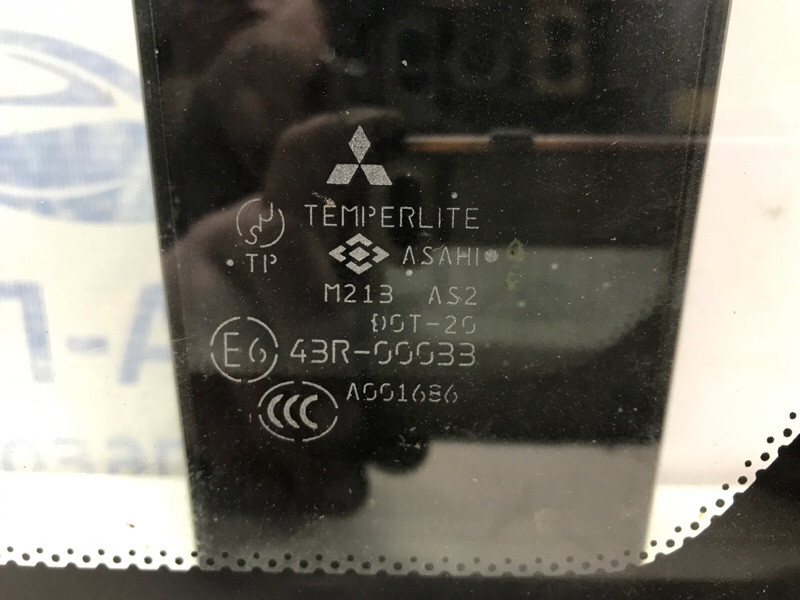 TEMPERLITE
TP ASAHI
M213 AS2
DOT-20
E6 43R-00033
CCC A001686